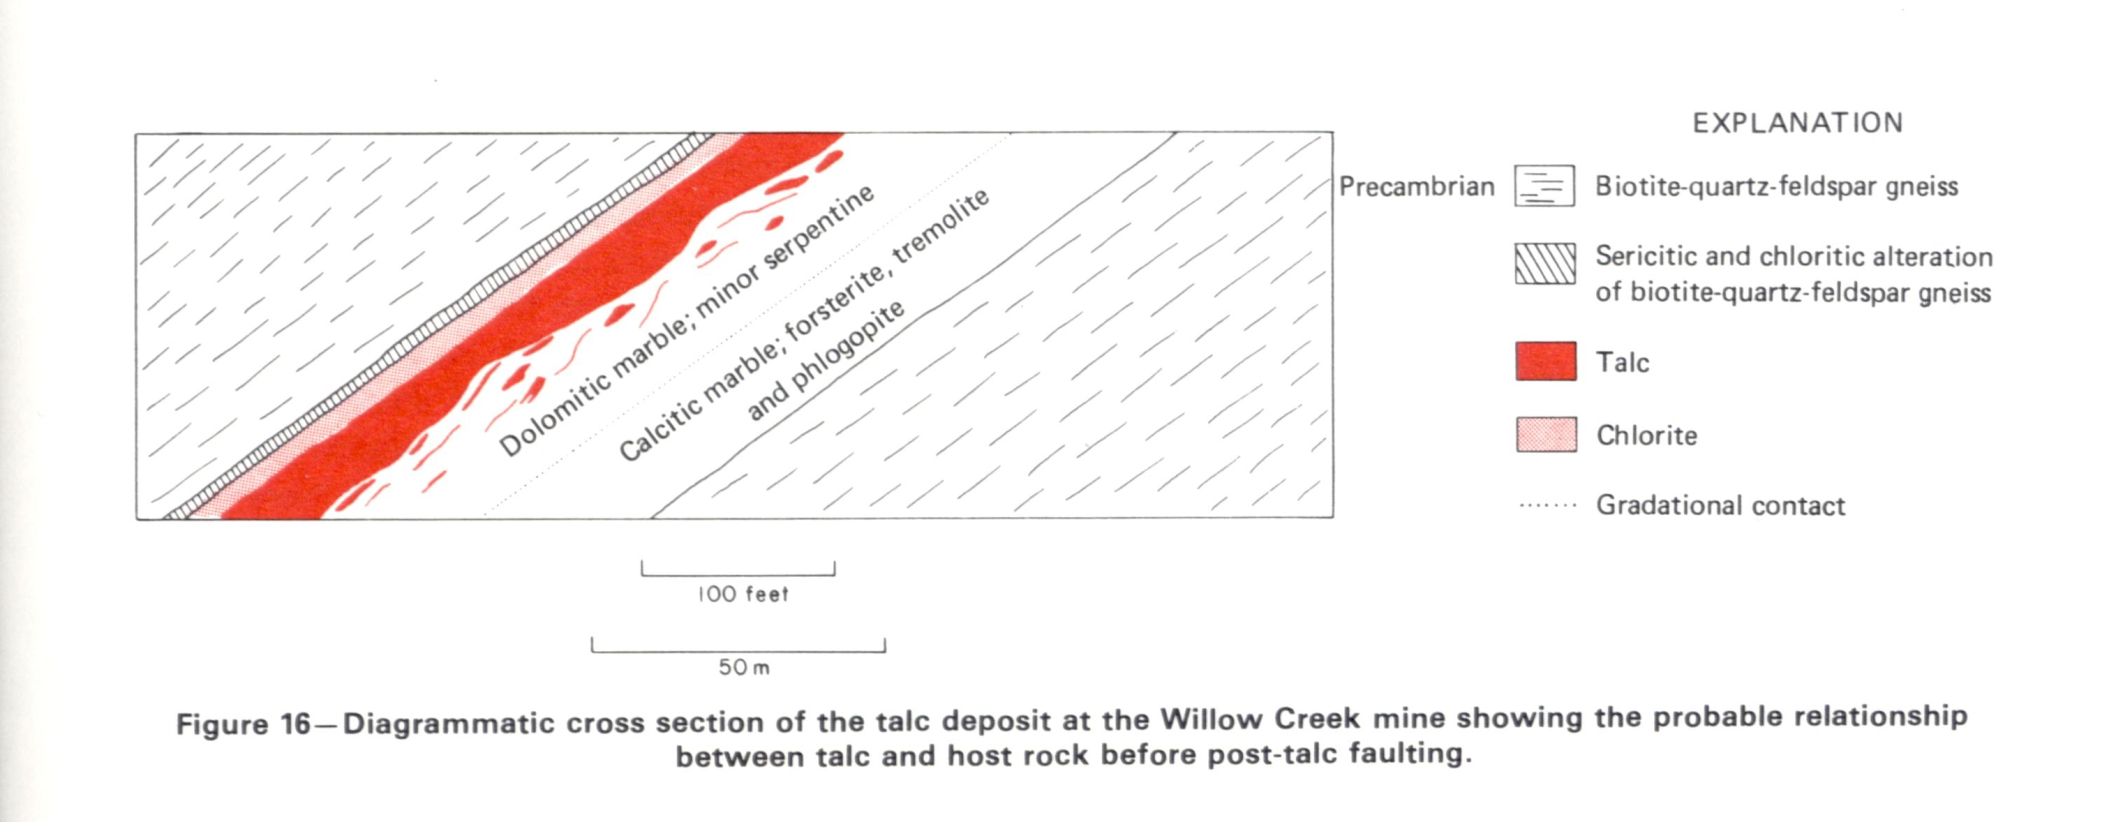 EXPLANATION
Precambrian
Biotite-quartz-feldspar gneiss
Sericitic and chloritic alteration
of biotite-quartz-feldspar gneiss
Talc
Chlorite
Gradational contact
Dolomitic marble; minor serpentine
Calcitic marble; forsterite, tremolite
and phlogopite
100 feet
50 m
Figure 16—Diagrammatic cross section of the talc deposit at the Willow Creek mine showing the probable relationship
between talc and host rock before post-talc faulting.